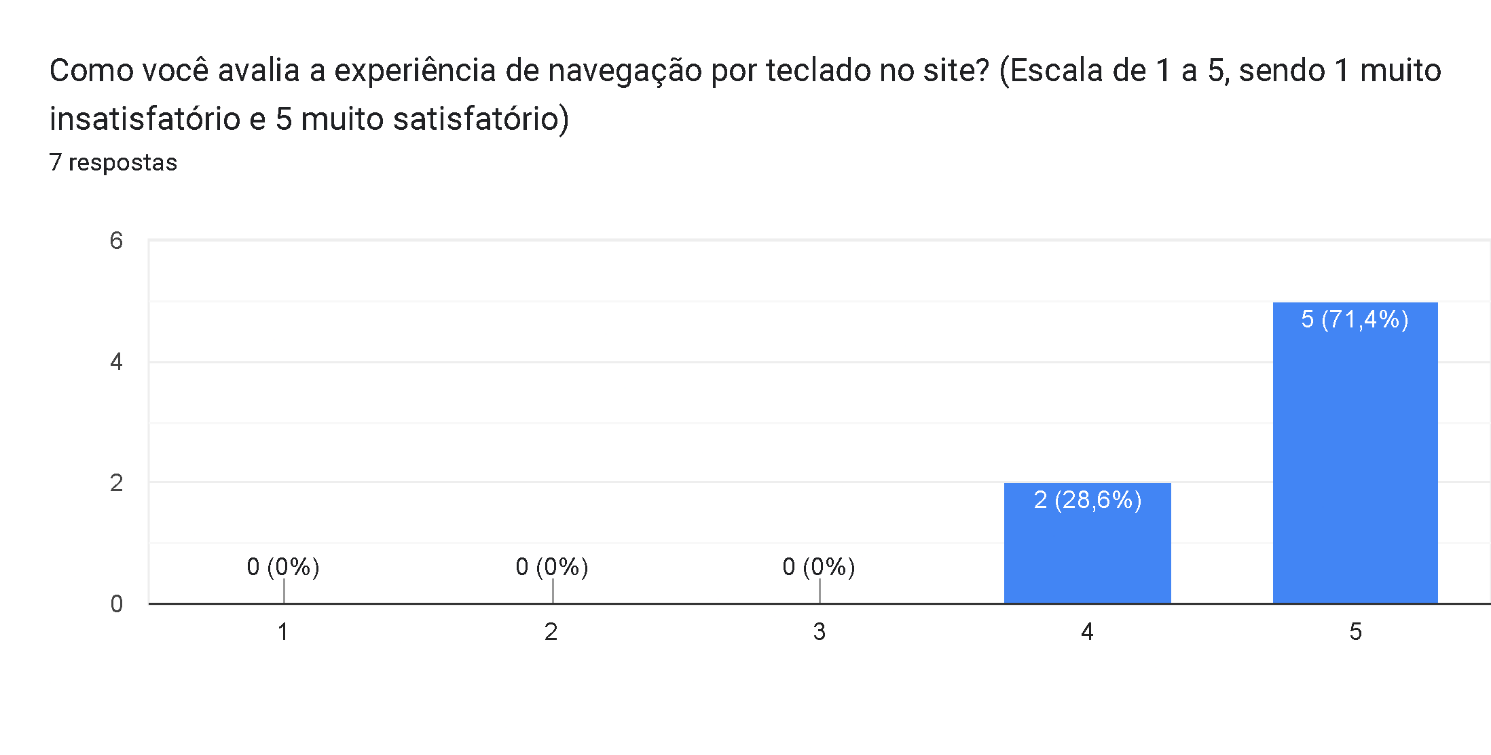 Como você avalia a experiência de navegação por teclado no site? (Escala de 1 a 5, sendo 1 muito
insatisfatório e 5 muito satisfatório)
7 respostas
6
5 (71,4%)
4
2
2 (28,6%)
0 (0%) 0 (0%) 0 (0%)
0
1 2 3 4 5